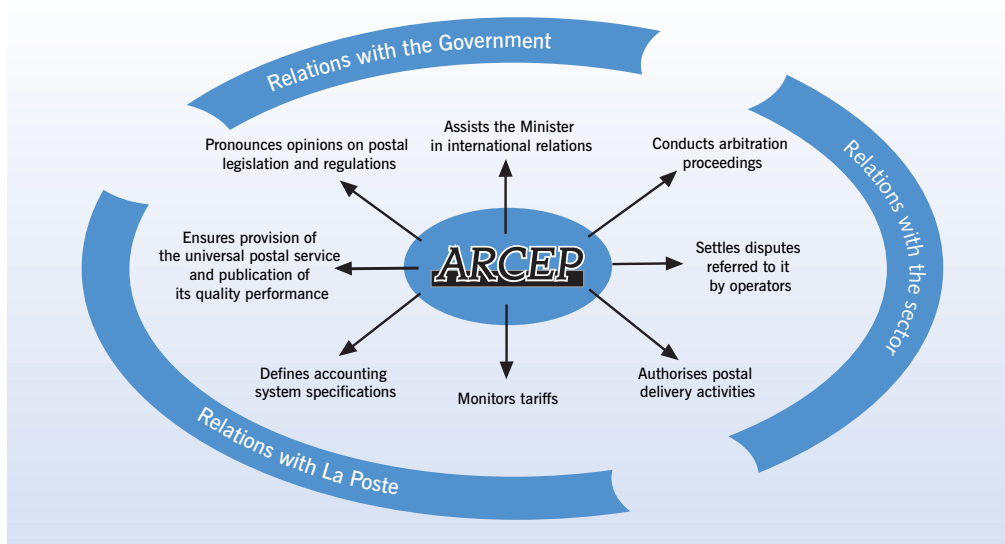 Relations with the Government
Assists the Minister
in international relations
Pronounces opinions on postal
legislation and regulations
Conducts arbitration
proceedings
Relations with the sector
Ensures provision of
the universal postal service
and publication of
its quality performance
ARCEP
Settles disputes
referred to it
by operators
Defines accounting
system specifications
Monitors tariffs
Authorises postal
delivery activities
Relations with La Poste